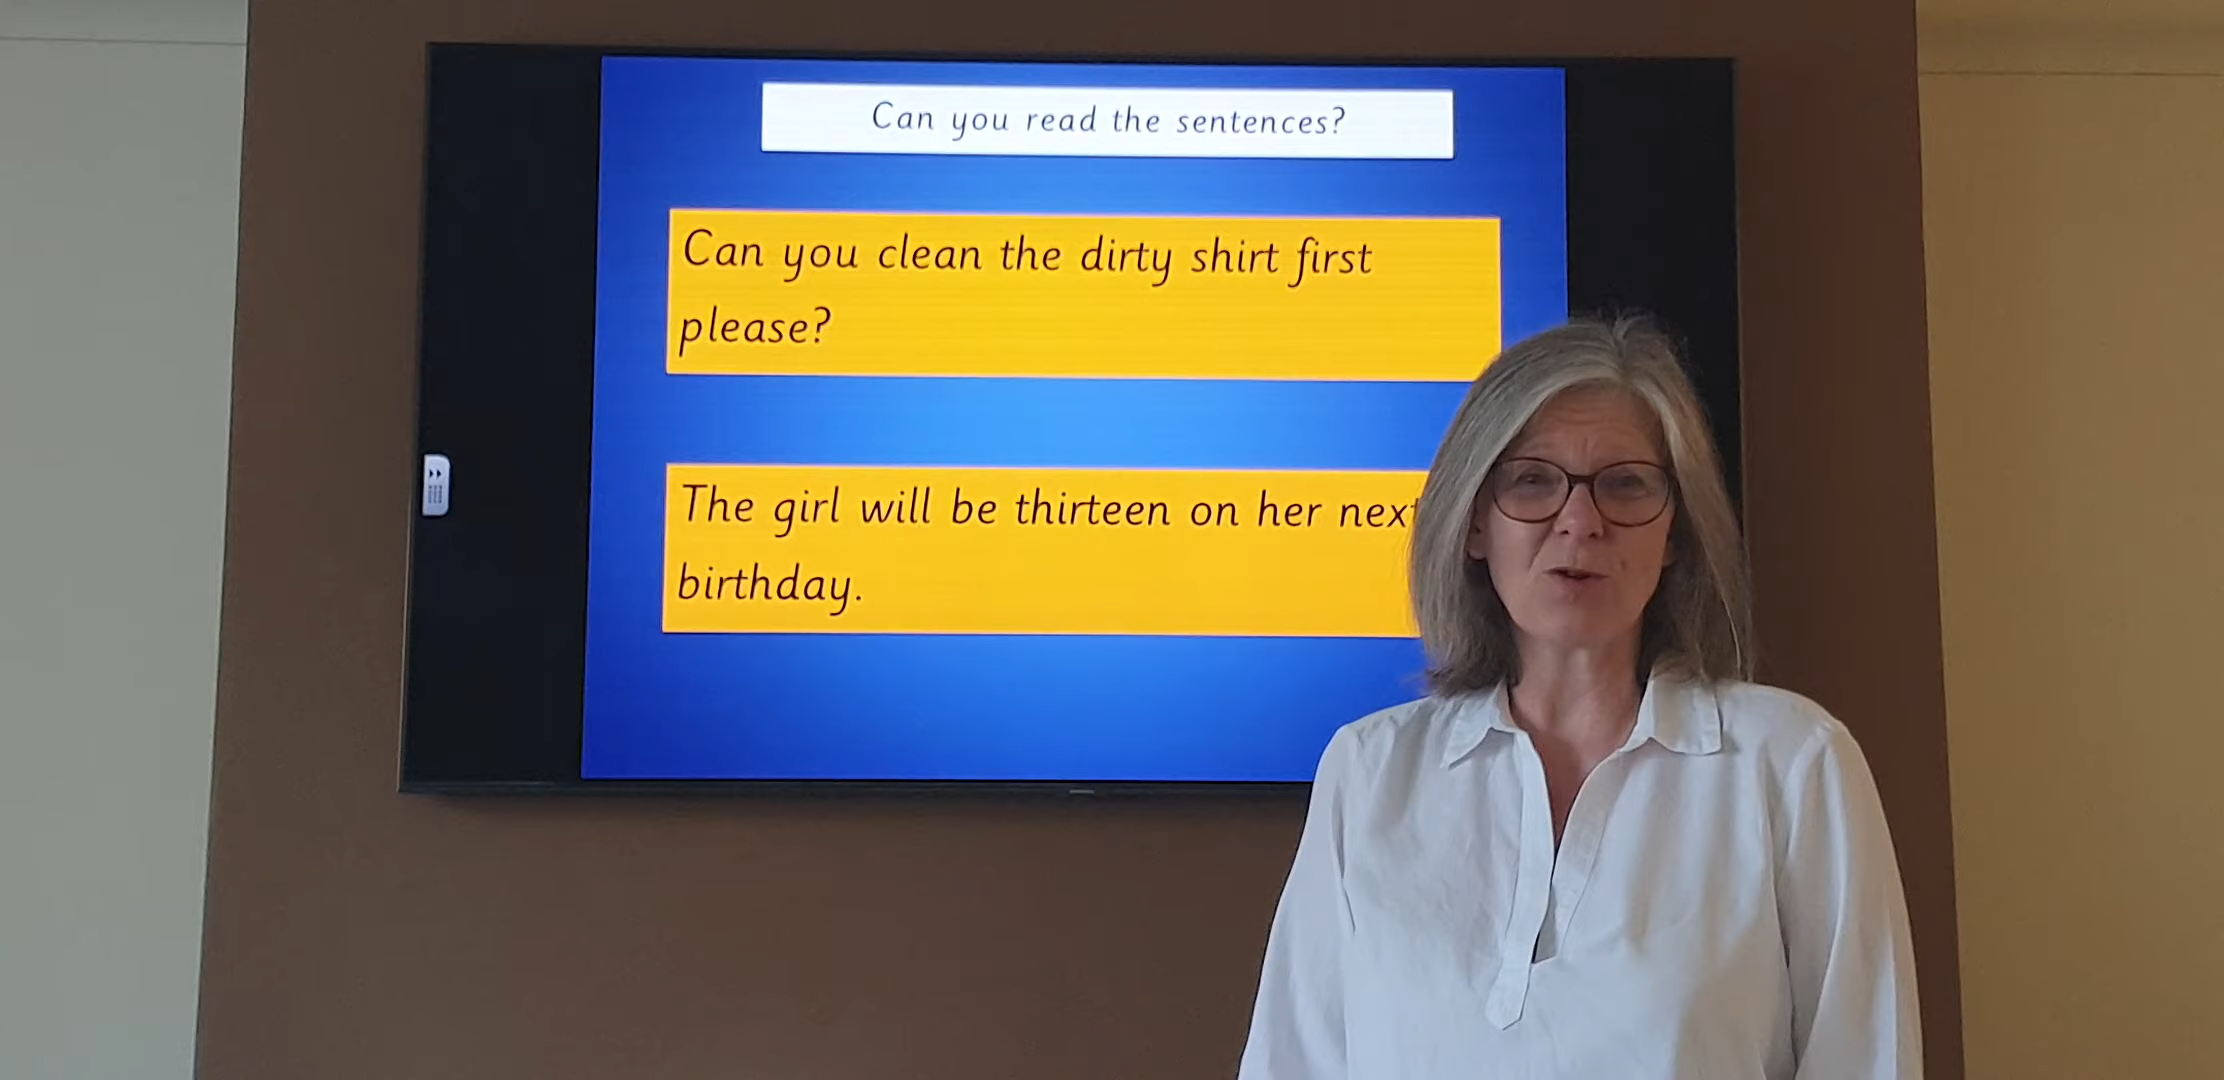 Can you read the sentences?
Can you clean the dirty shirt first
please?
The girl will be thirteen on her next
birthday.